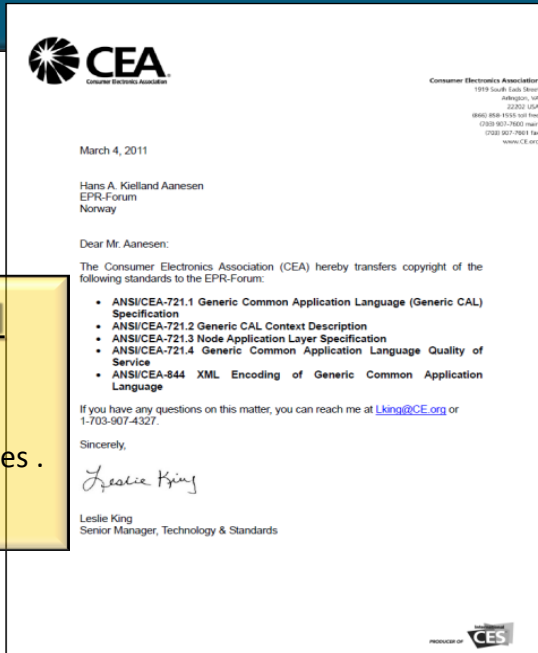 CEA
Consumer Electronics Association
Consumer Electronics Association
1919 South Eads Street
Arlington, VA
22202 USA
(866) 858-1555 toll free
(703) 907-7600 main
(703) 907-7601 fax
www.CE.org
March 4, 2011
Hans A. Kielland Aanesen
EPR-Forum
Norway
Dear Mr. Aanesen:
The Consumer Electronics Association (CEA) hereby transfers copyright of the
following standards to the EPR-Forum:
• ANSI/CEA-721.1 Generic Common Application Language (Generic CAL)
Specification
• ANSI/CEA-721.2 Generic CAL Context Description
• ANSI/CEA-721.3 Node Application Layer Specification
• ANSI/CEA-721.4 Generic Common Application Language Quality of
Service
• ANSI/CEA-844 XML Encoding of Generic Common Application
Language
If you have any questions on this matter, you can reach me at Lking@CE.org or
1-703-907-4327.
es .
Sincerely,
Leslie King
Leslie King
Senior Manager, Technology & Standards
PRODUCER OF
International
CES